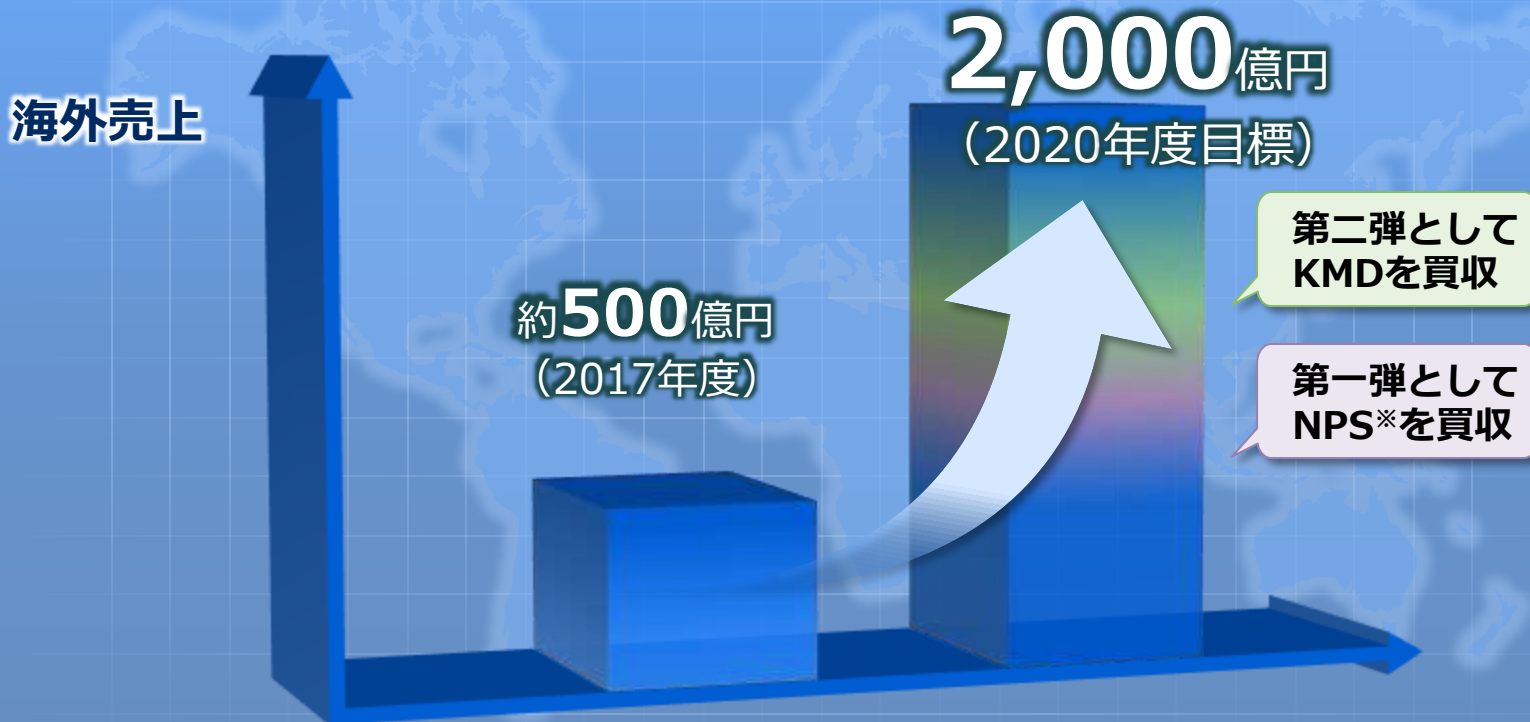 海外売上
2,000億円
（2020年度目標）
約500億円
（2017年度）
第二弾として
KMDを買収
第一弾として
NPS※を買収